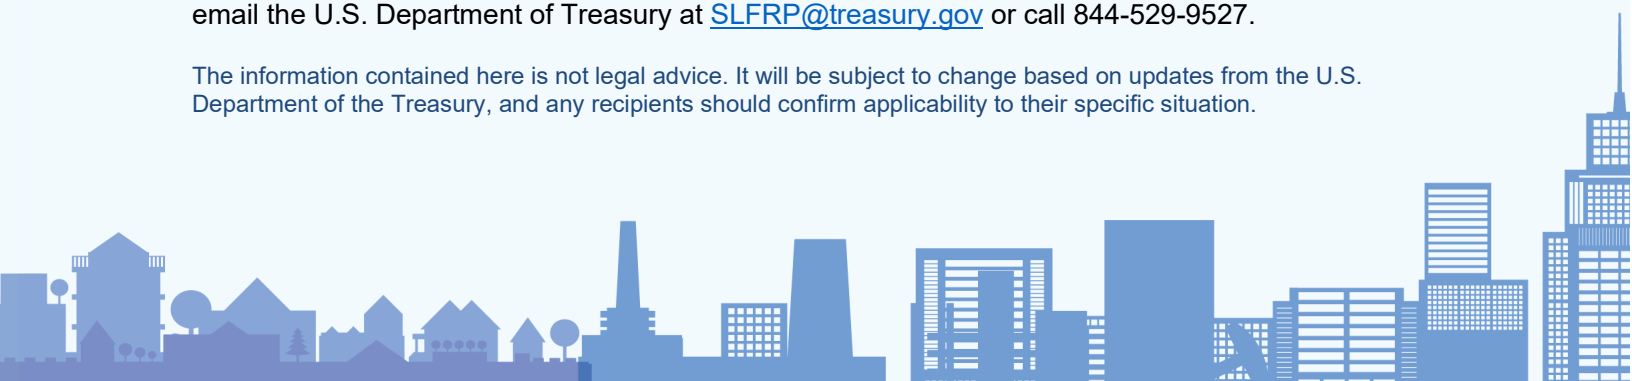 email the U.S. Department of Treasury at SLFRP@treasury.gov or call 844-529-9527.
The information contained here is not legal advice. It will be subject to change based on updates from the U.S.
Department of the Treasury, and any recipients should confirm applicability to their specific situation.